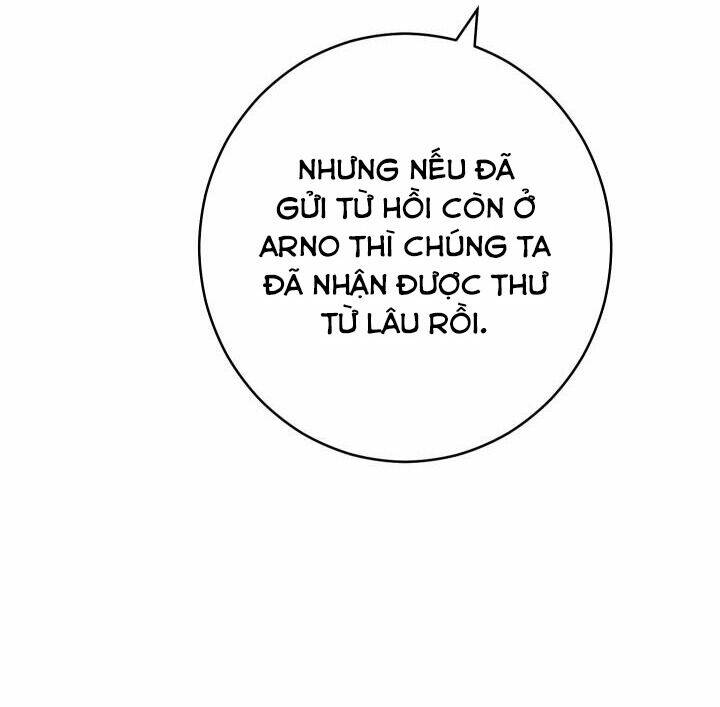 NHƯNG NẾU ĐÃ
GỬI TỪ HỒI CÒN Ở
ARNO THÌ CHÚNG TA
ĐÃ NHẬN ĐƯỢC THƯ
TỪ LÂU RỒI.